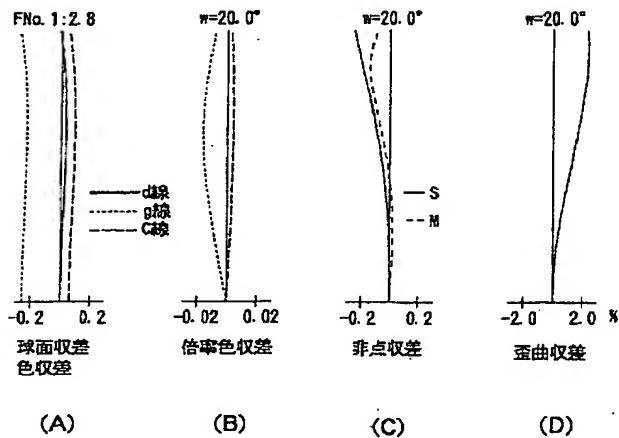 FNo. 1:2.8
w=20.0°
w=20.0°
w=20.0°
d線
g線
C線
S
M
-0.2 0.2
-0.02 0.02
-0.2 0.2
-2.0 2.0 %
球面収差
色収差
倍率色収差
非点収差
歪曲収差
(A)
(B)
(C)
(D)